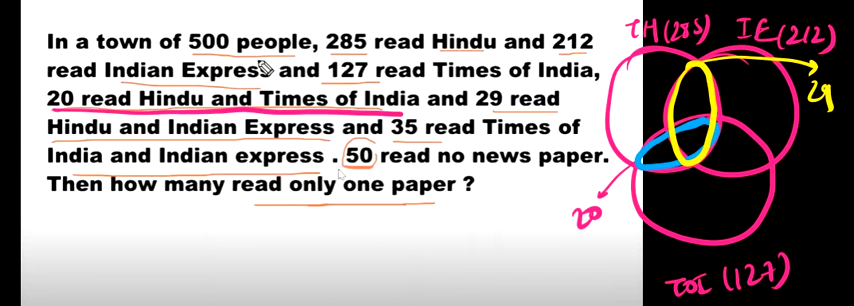 In a town of 500 people, 285 read Hindu and 212
read Indian Express and 127 read Times of India,
20 read Hindu and Times of India and 29 read
Hindu and Indian Express and 35 read Times of
India and Indian express . 50 read no news paper.
Then how many read only one paper ?
TH(285) IE(212)
29
20
TOI (127)